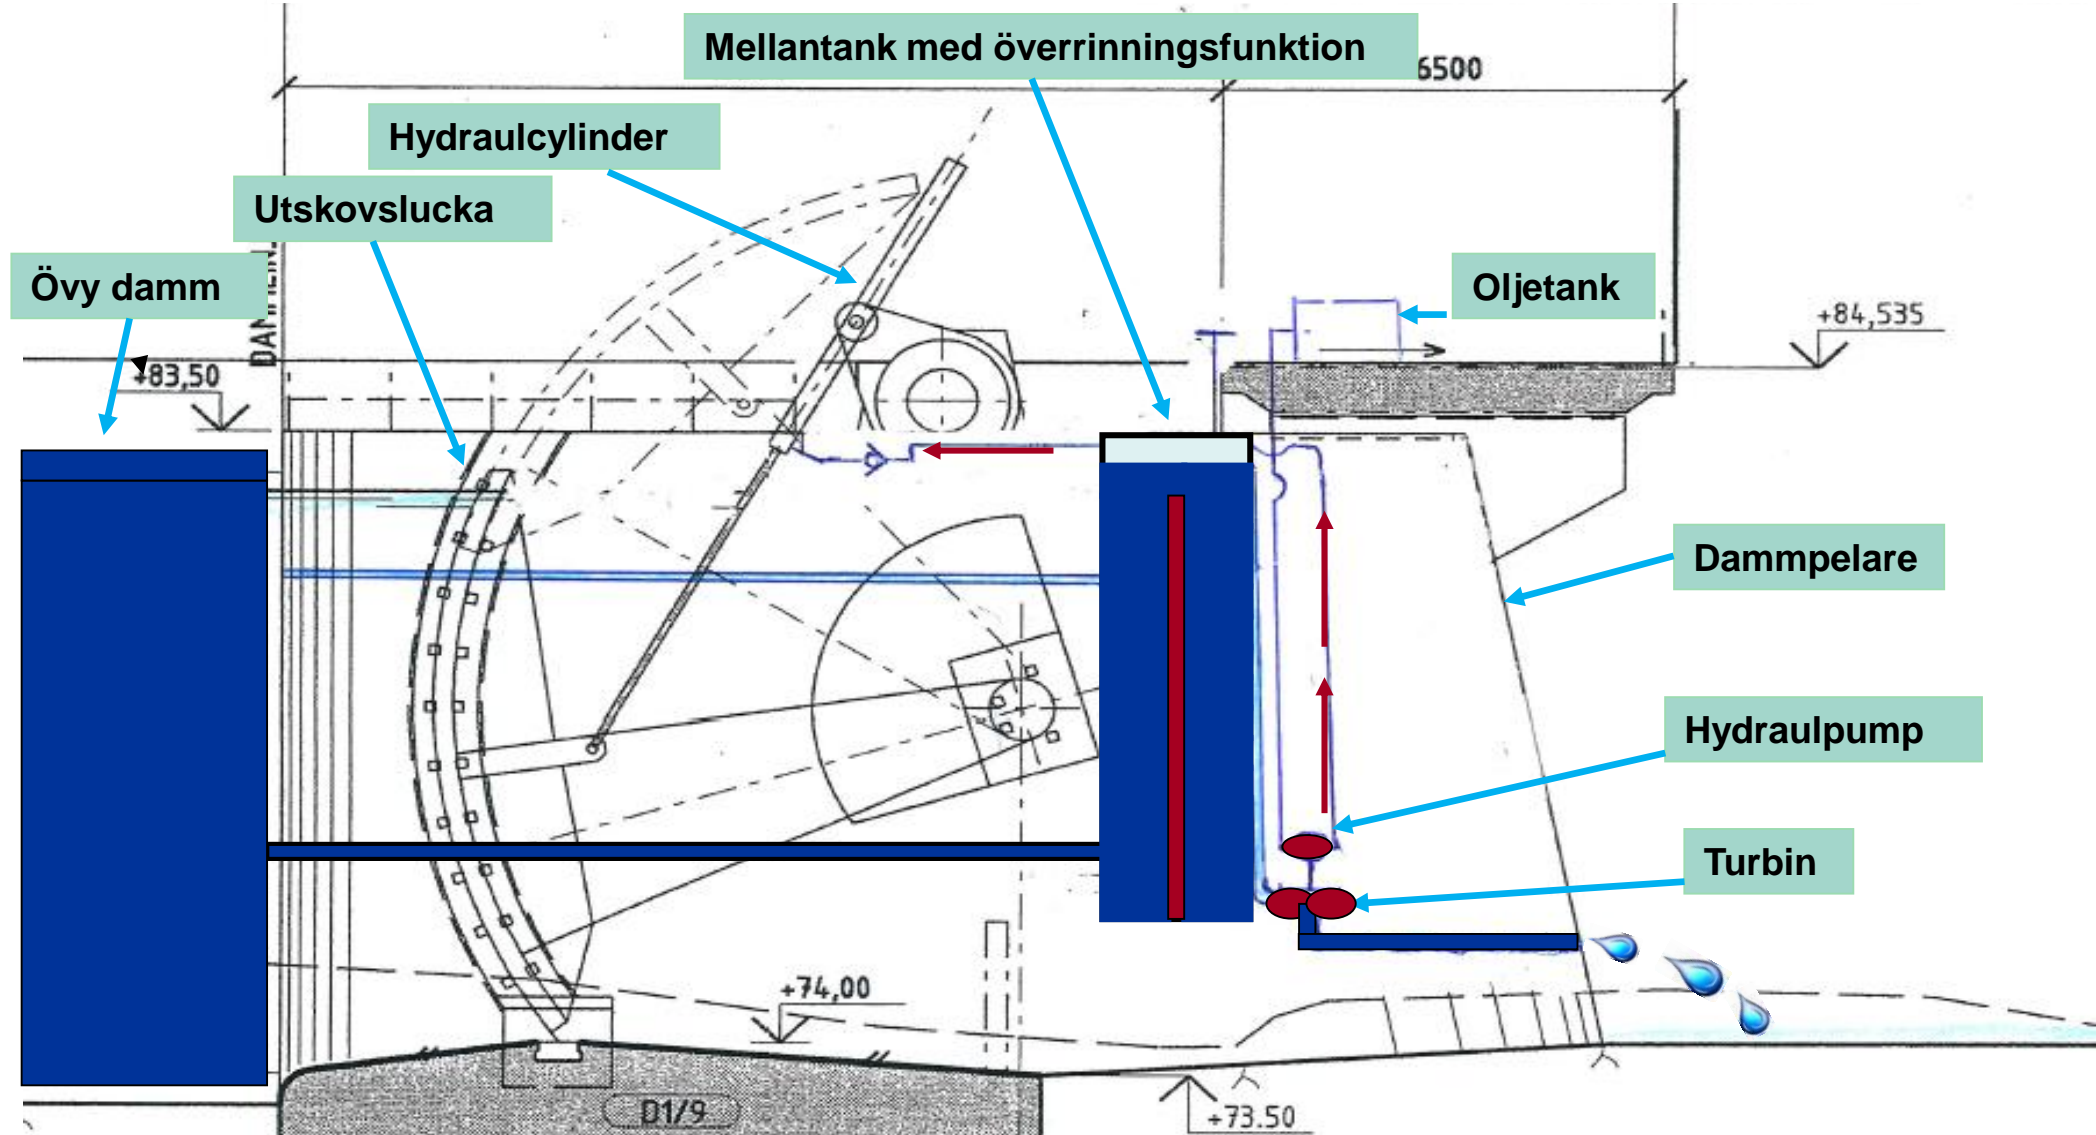 Mellantank med överrinningsfunktion
6500
Hydraulcylinder
Utskovslucka
Övy damm
Oljetank
+84,535
+83,50
Dammpelare
Hydraulpump
Turbin
+74,00
D1/9
+73.50